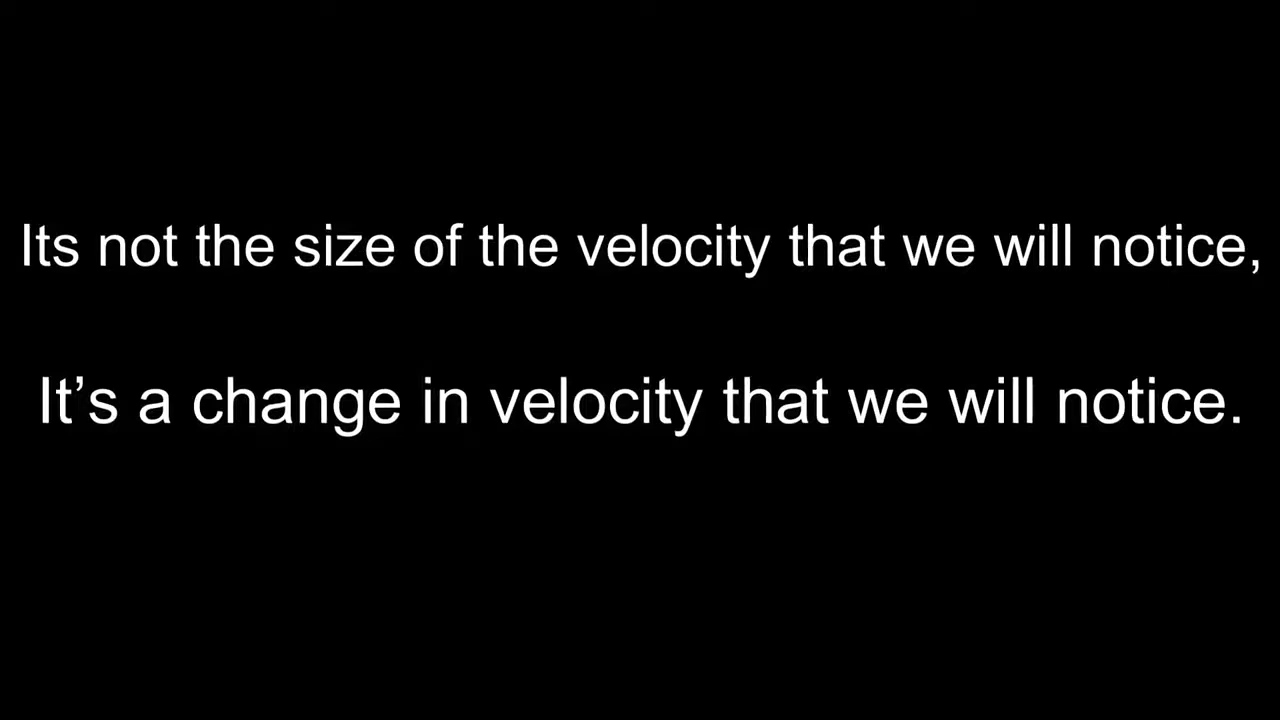 Its not the size of the velocity that we will notice,
It’s a change in velocity that we will notice.